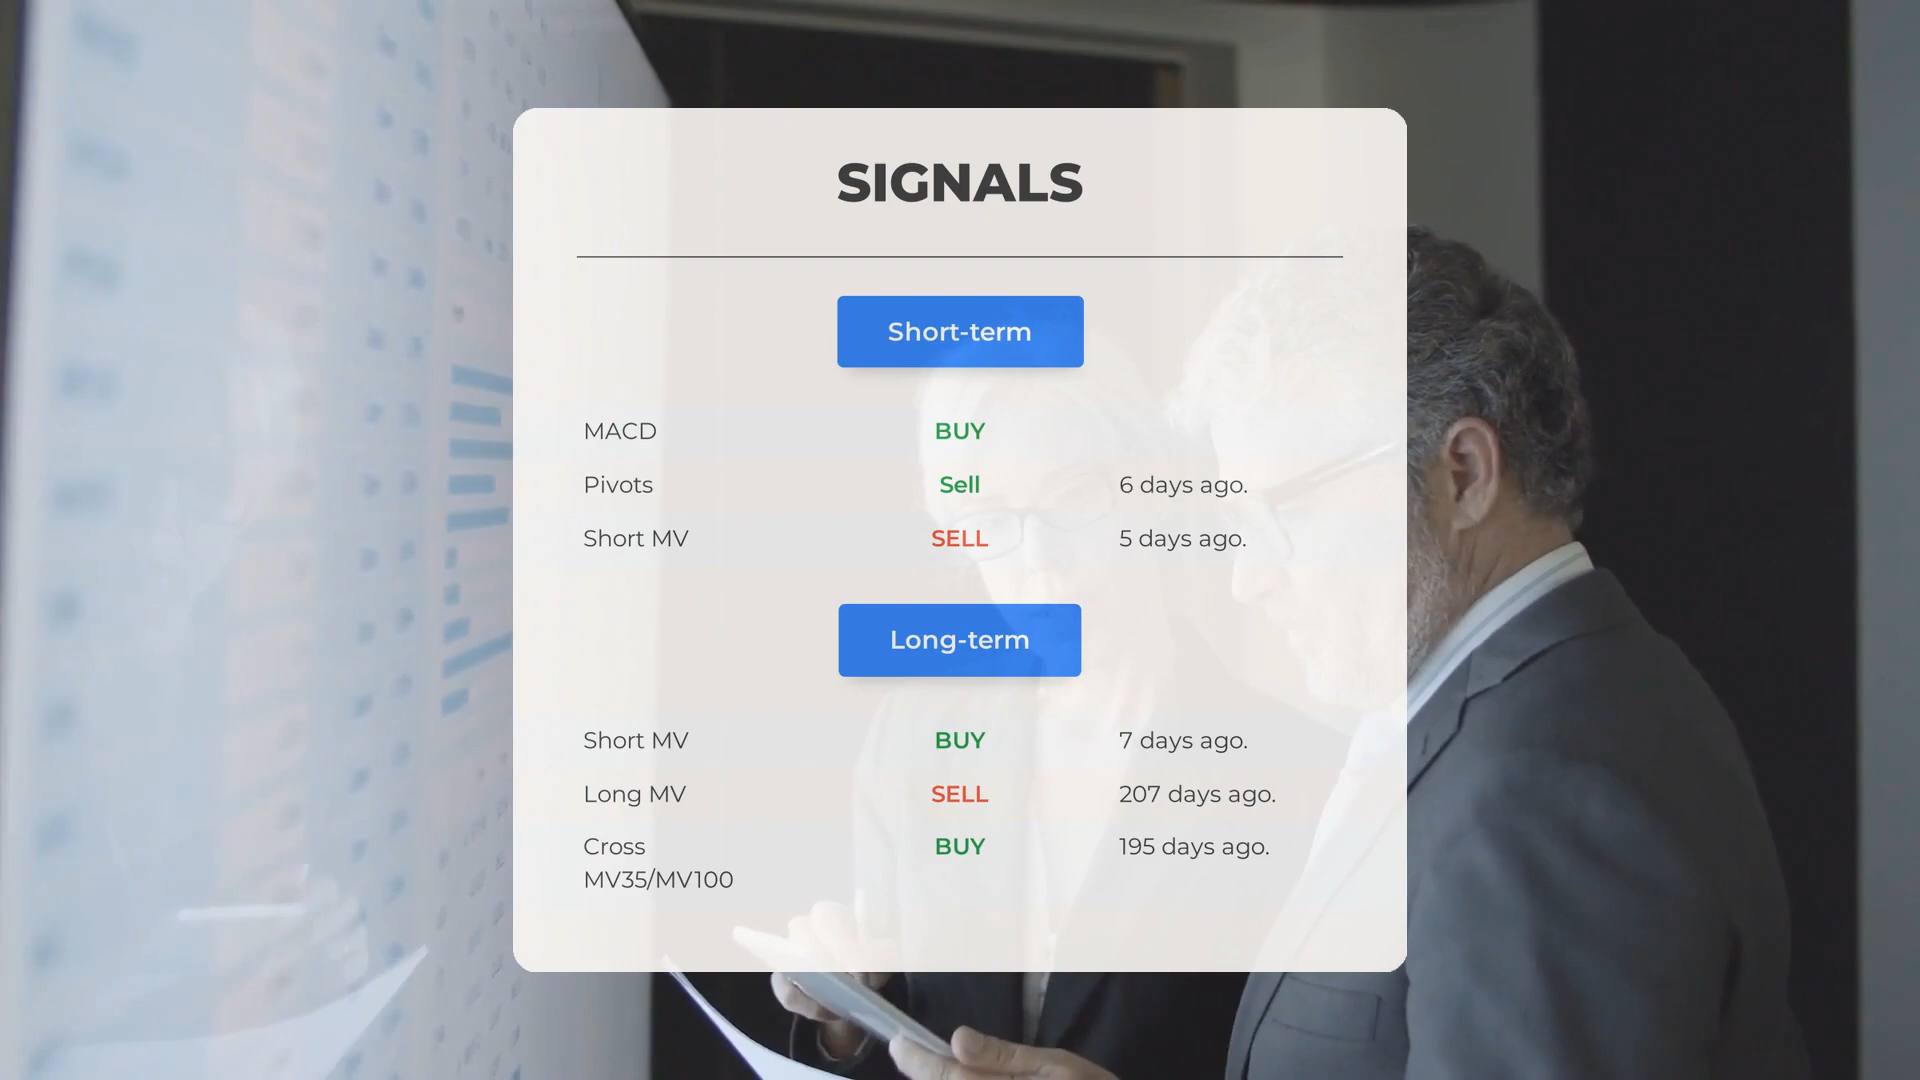 SIGNALS
Short-term
MACD BUY
Pivots Sell 6 days ago.
Short MV SELL 5 days ago.
Long-term
Short MV BUY 7 days ago.
Long MV SELL 207 days ago.
Cross BUY 195 days ago.
MV35/MV100